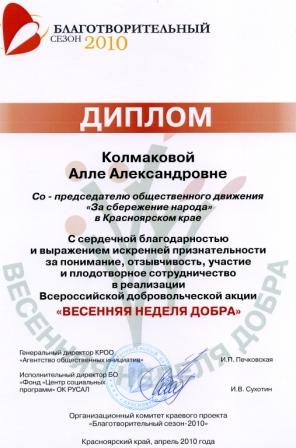 БЛАГОТВОРИТЕЛЬНЫЙ
СЕЗОН 2010
ДИПЛОМ
Колмаковой
Алле Александровне
Со - председателю общественного движения
«За сбережение народа»
в Красноярском крае
С сердечной благодарностью
и выражением искренней признательности
за понимание, отзывчивость, участие
и плодотворное сотрудничество
в реализации
Всероссийской добровольческой акции
«ВЕСЕННЯЯ НЕДЕЛЯ ДОБРА»
ВЕСЕННЯЯ НЕДЕЛЯ ДОБРА
Генеральный директор КРОО
«Агентство общественных инициатив»
И.П. Печковская
Исполнительный директор БО
«Фонд «Центр социальных
программ» ОК РУСАЛ
И.В. Сухотин
Организационный комитет краевого проекта
«Благотворительный сезон-2010»
Красноярский край, апрель 2010 года